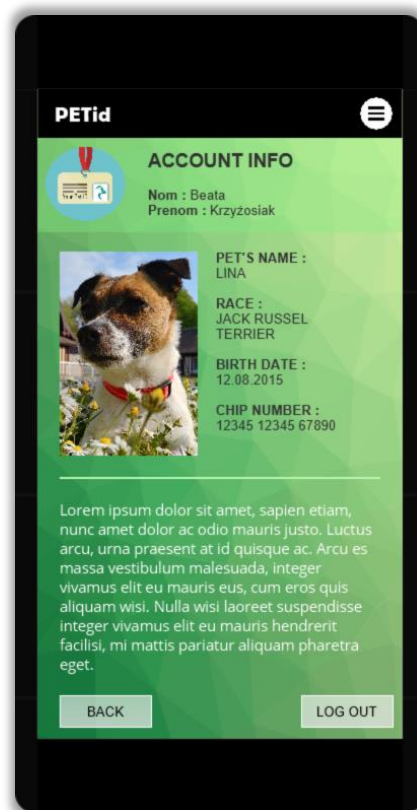 PETid
ACCOUNT INFO
Nom : Beata
Prenom : Krzyżosiak
PET'S NAME :
LINA
RACE :
JACK RUSSEL
TERRIER
BIRTH DATE :
12.08.2015
CHIP NUMBER :
12345 12345 67890
Lorem ipsum dolor sit amet, sapien etiam,
nunc amet dolor ac odio mauris justo. Luctus
arcu, urna praesent at id quisque ac. Arcu es
massa vestibulum malesuada, integer
vivamus elit eu mauris eus, cum eros quis
aliquam wisi. Nulla wisi laoreet suspendisse
integer vivamus elit eu mauris hendrerit
facilisi, mi mattis pariatur aliquam pharetra
eget.
BACK
LOG OUT